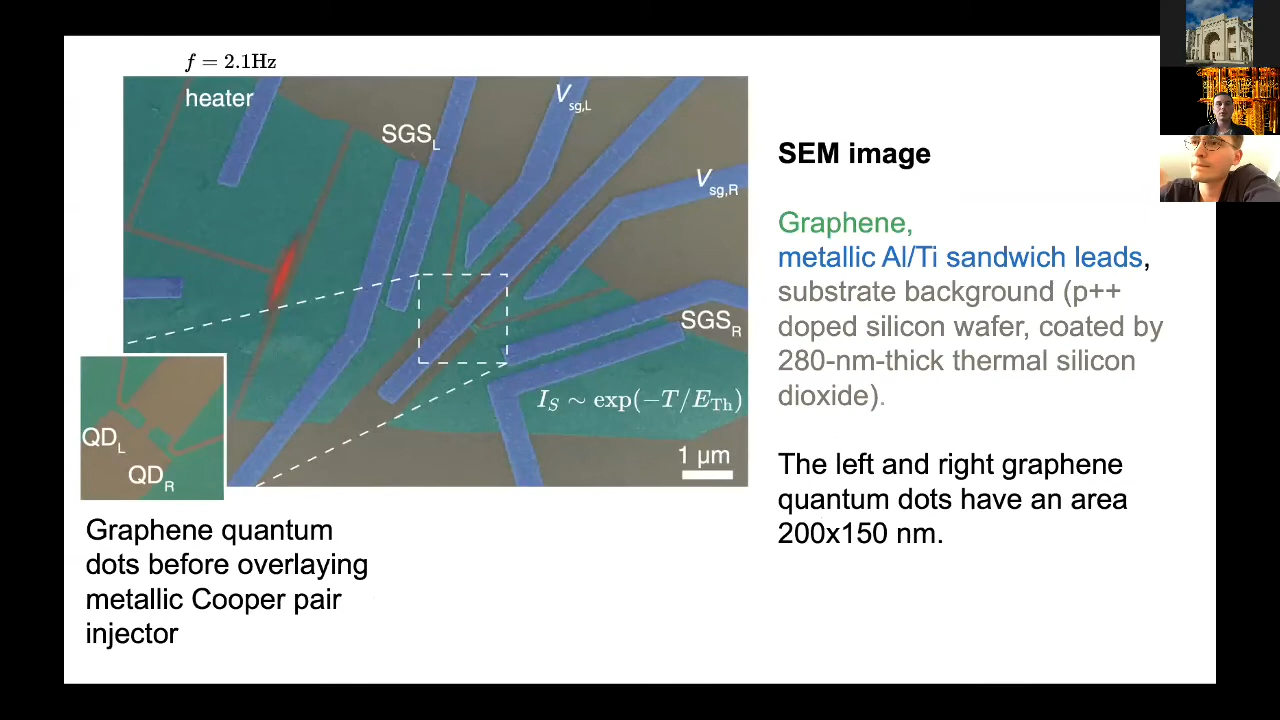 f = 2.1Hz
heater
SGS_L
V_sg,L
V_sg,R
SGS_R
I_S ∼ exp(−T/E_Th)
1 μm
QD_L
QD_R
Graphene quantum
dots before overlaying
metallic Cooper pair
injector
SEM image
Graphene,
metallic Al/Ti sandwich leads,
substrate background (p++
doped silicon wafer, coated by
280-nm-thick thermal silicon
dioxide).
The left and right graphene
quantum dots have an area
200x150 nm.